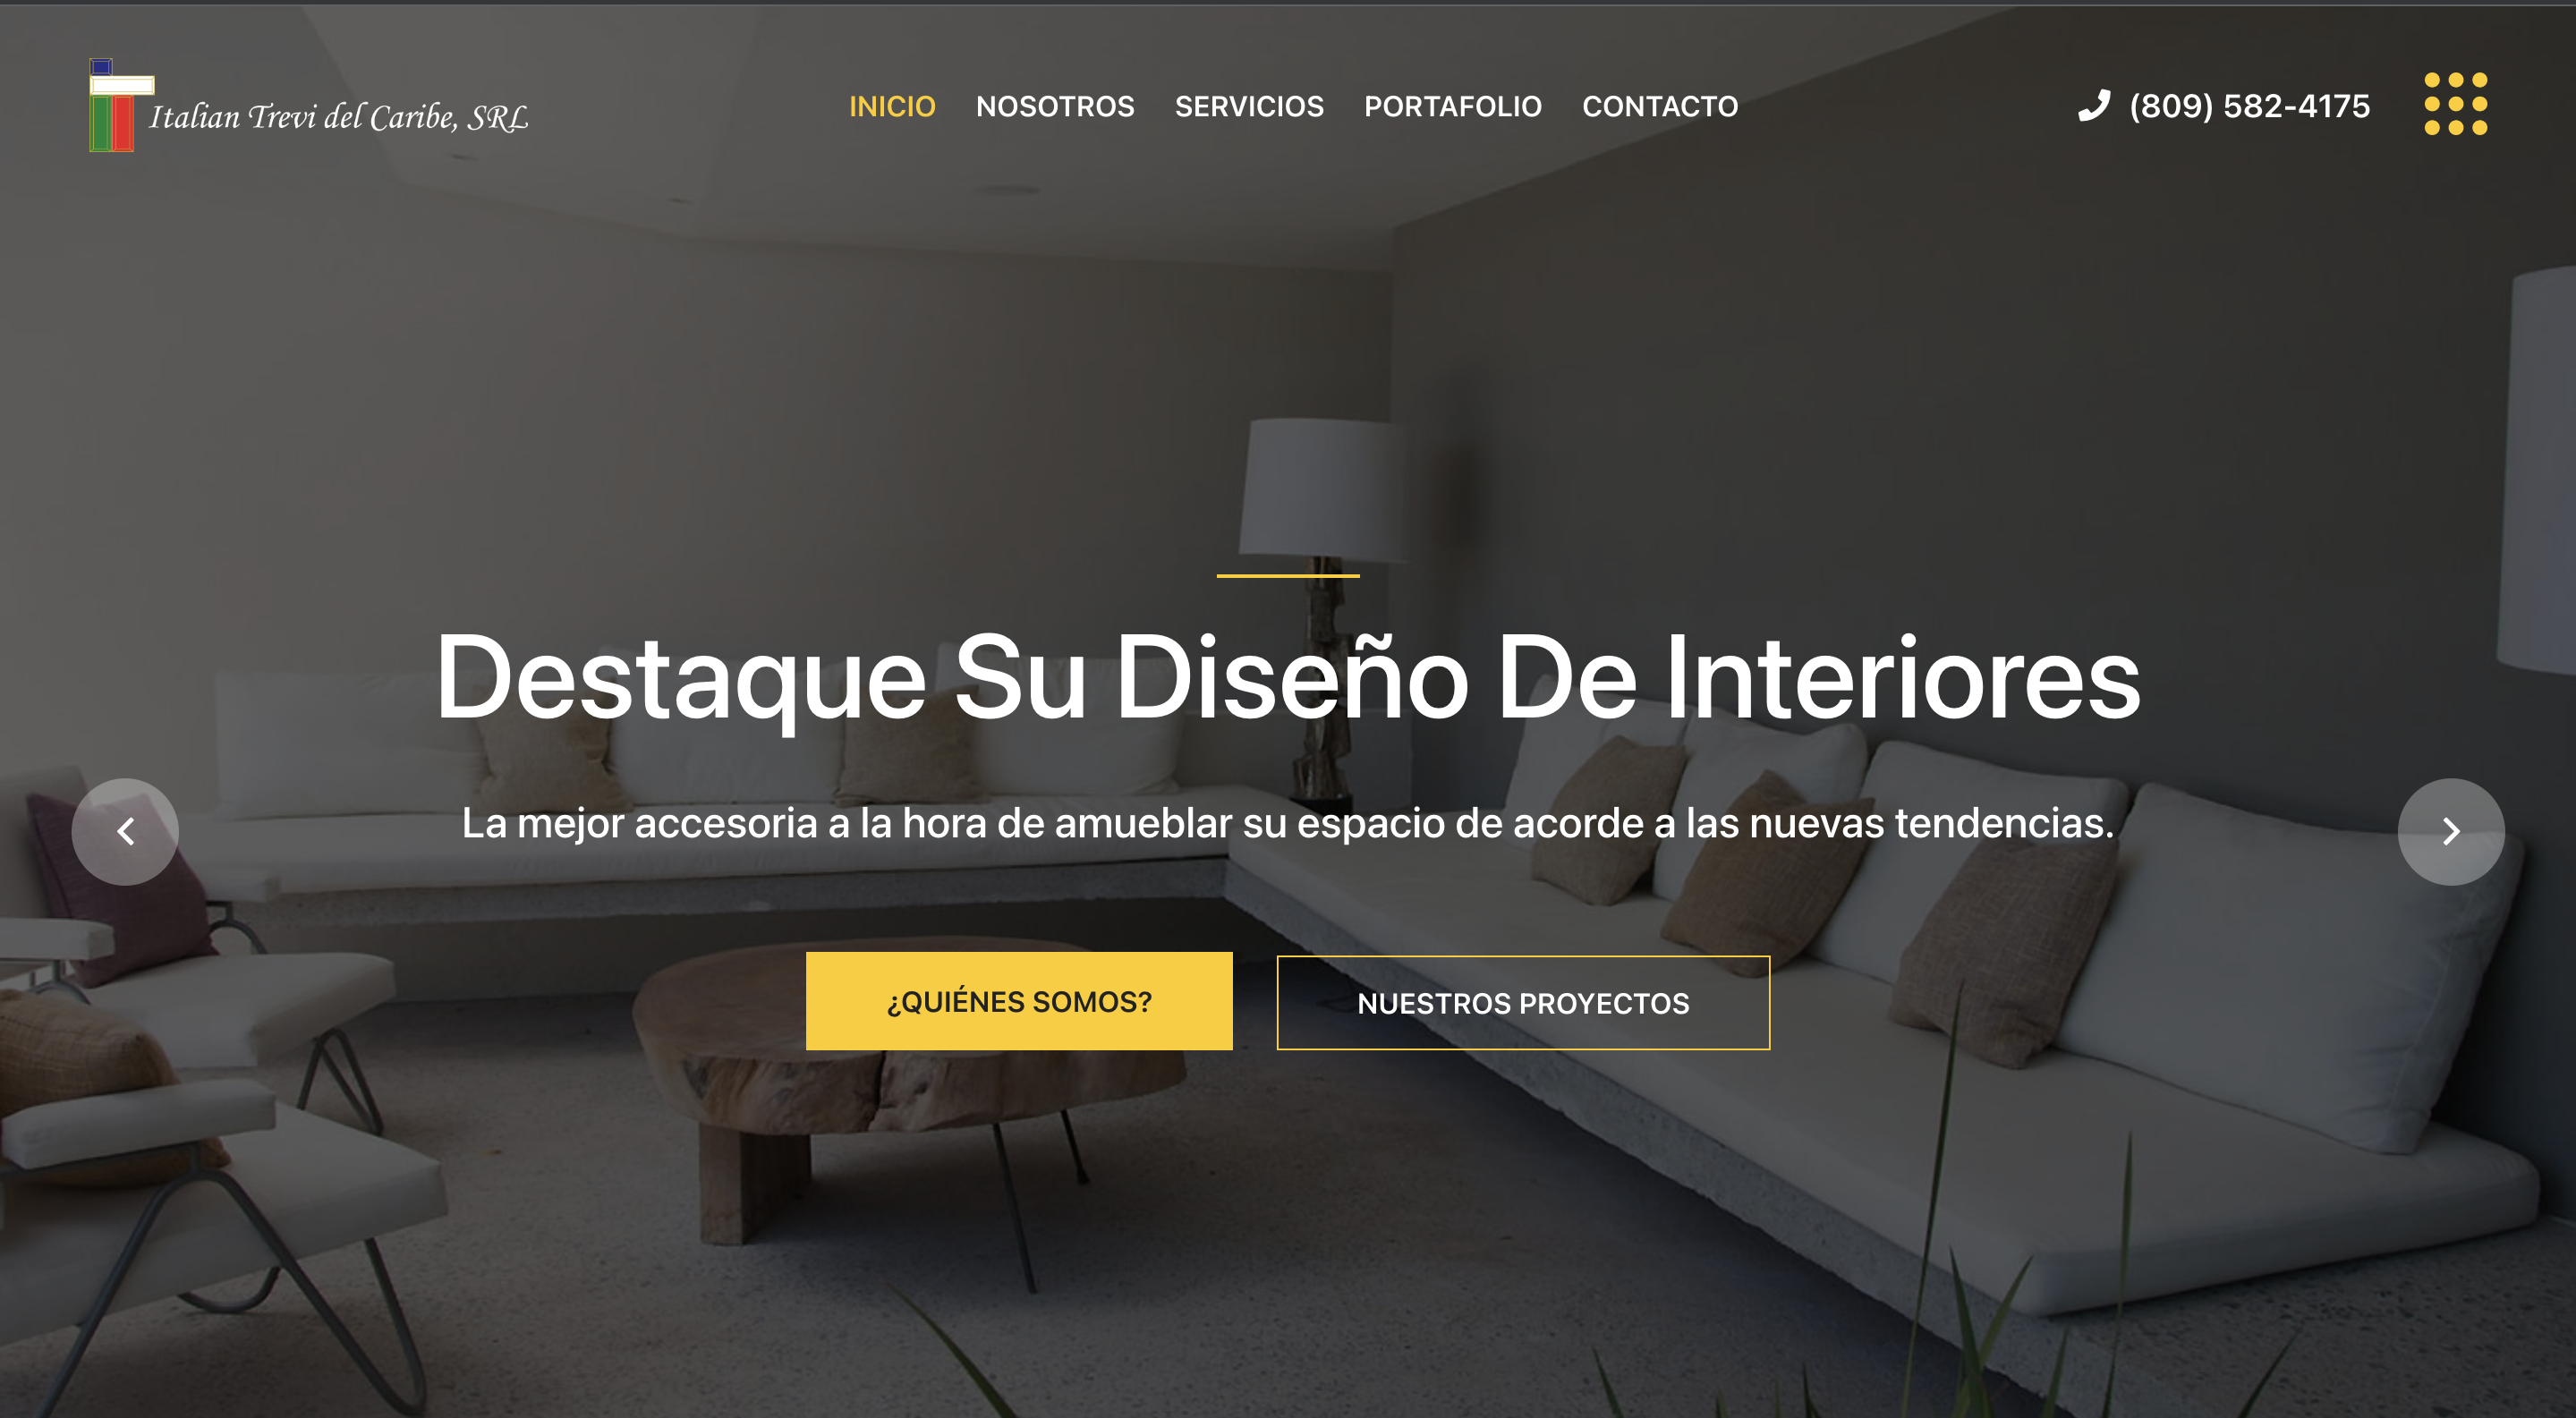 Italian Trevi del Caribe, SRL
INICIO NOSOTROS SERVICIOS PORTAFOLIO CONTACTO
(809) 582-4175
Destaque Su Diseño De Interiores
La mejor accesoria a la hora de amueblar su espacio de acorde a las nuevas tendencias.
¿QUIÉNES SOMOS?
NUESTROS PROYECTOS